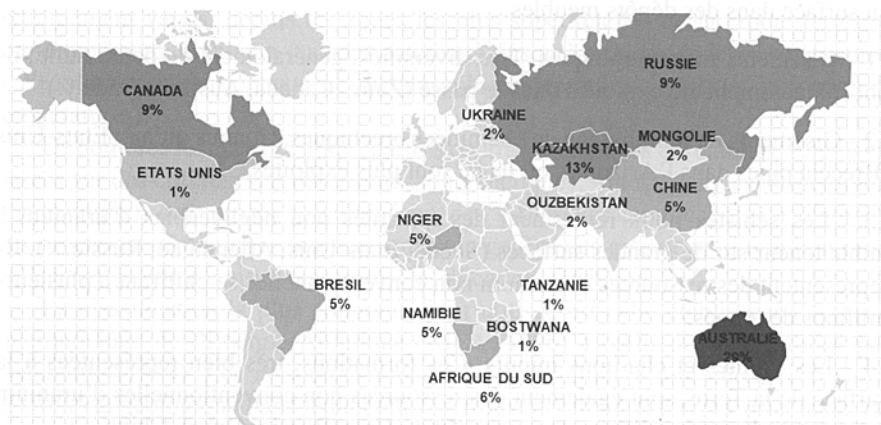 CANADA
9%
ETATS UNIS
1%
BRESIL
5%
RUSSIE
9%
UKRAINE
2%
KAZAKHSTAN
13%
MONGOLIE
2%
CHINE
5%
OUZBEKISTAN
2%
NIGER
5%
TANZANIE
1%
NAMIBIE
5%
BOSTWANA
1%
AFRIQUE DU SUD
6%
AUSTRALIE
29%